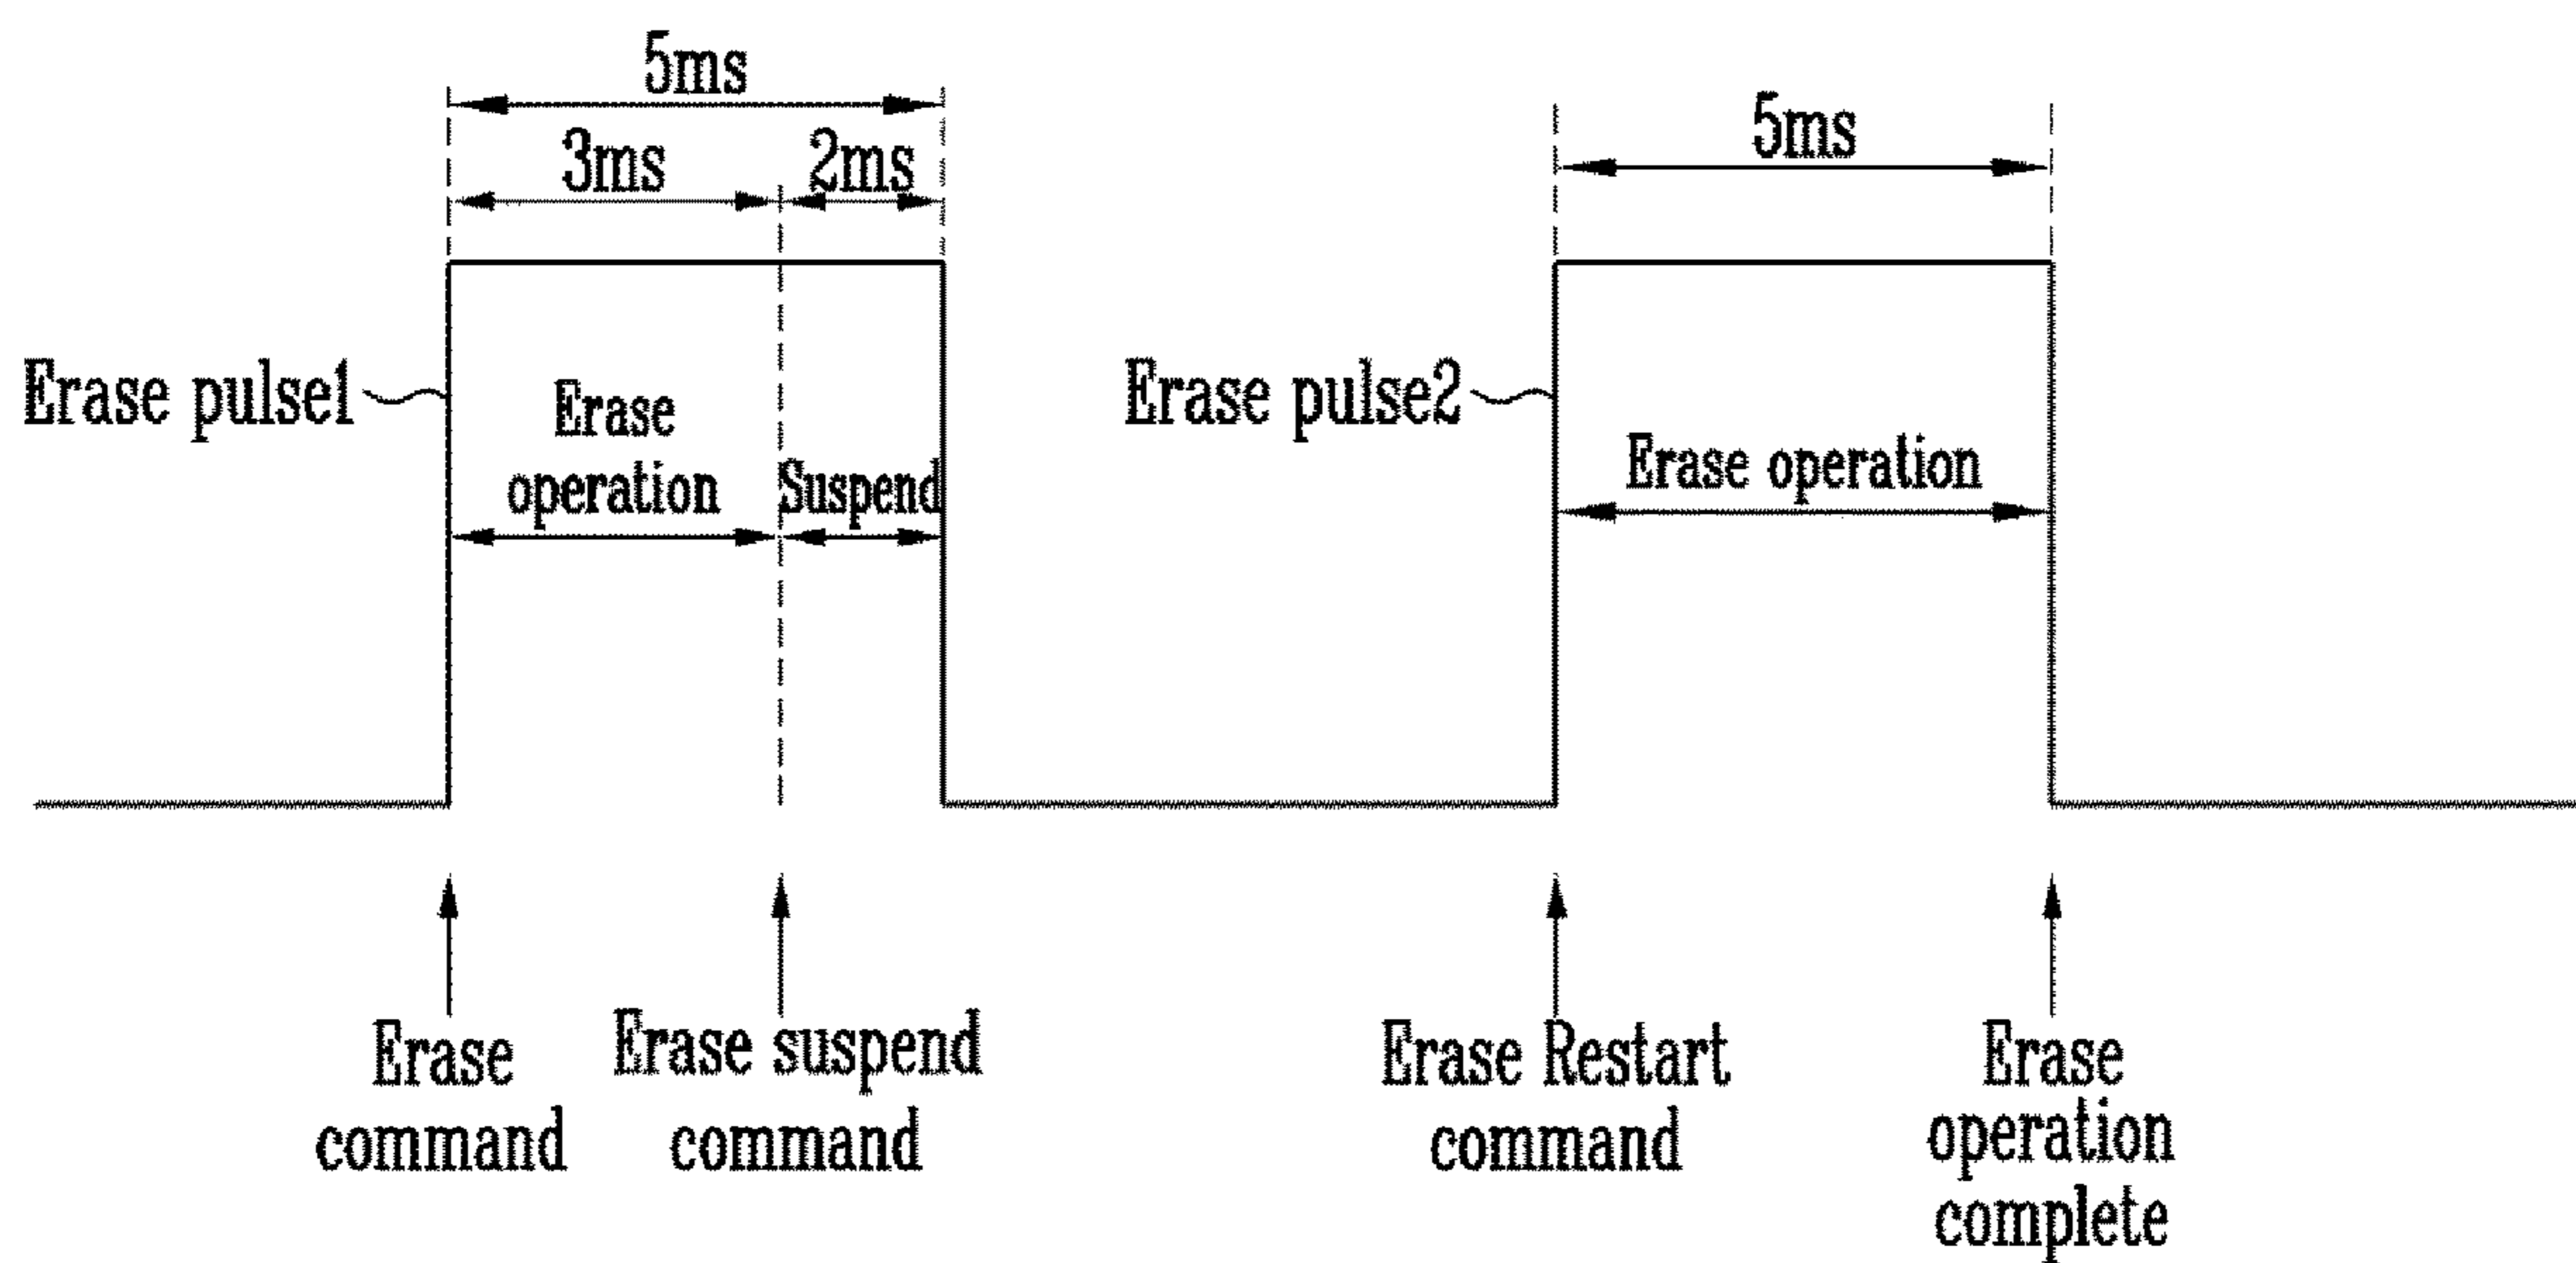 5ms
3ms
2ms
5ms
Erase pulse1
Erase
operation
Suspend
Erase pulse2
Erase operation
Erase
command
Erase suspend
command
Erase Restart
command
Erase
operation
complete